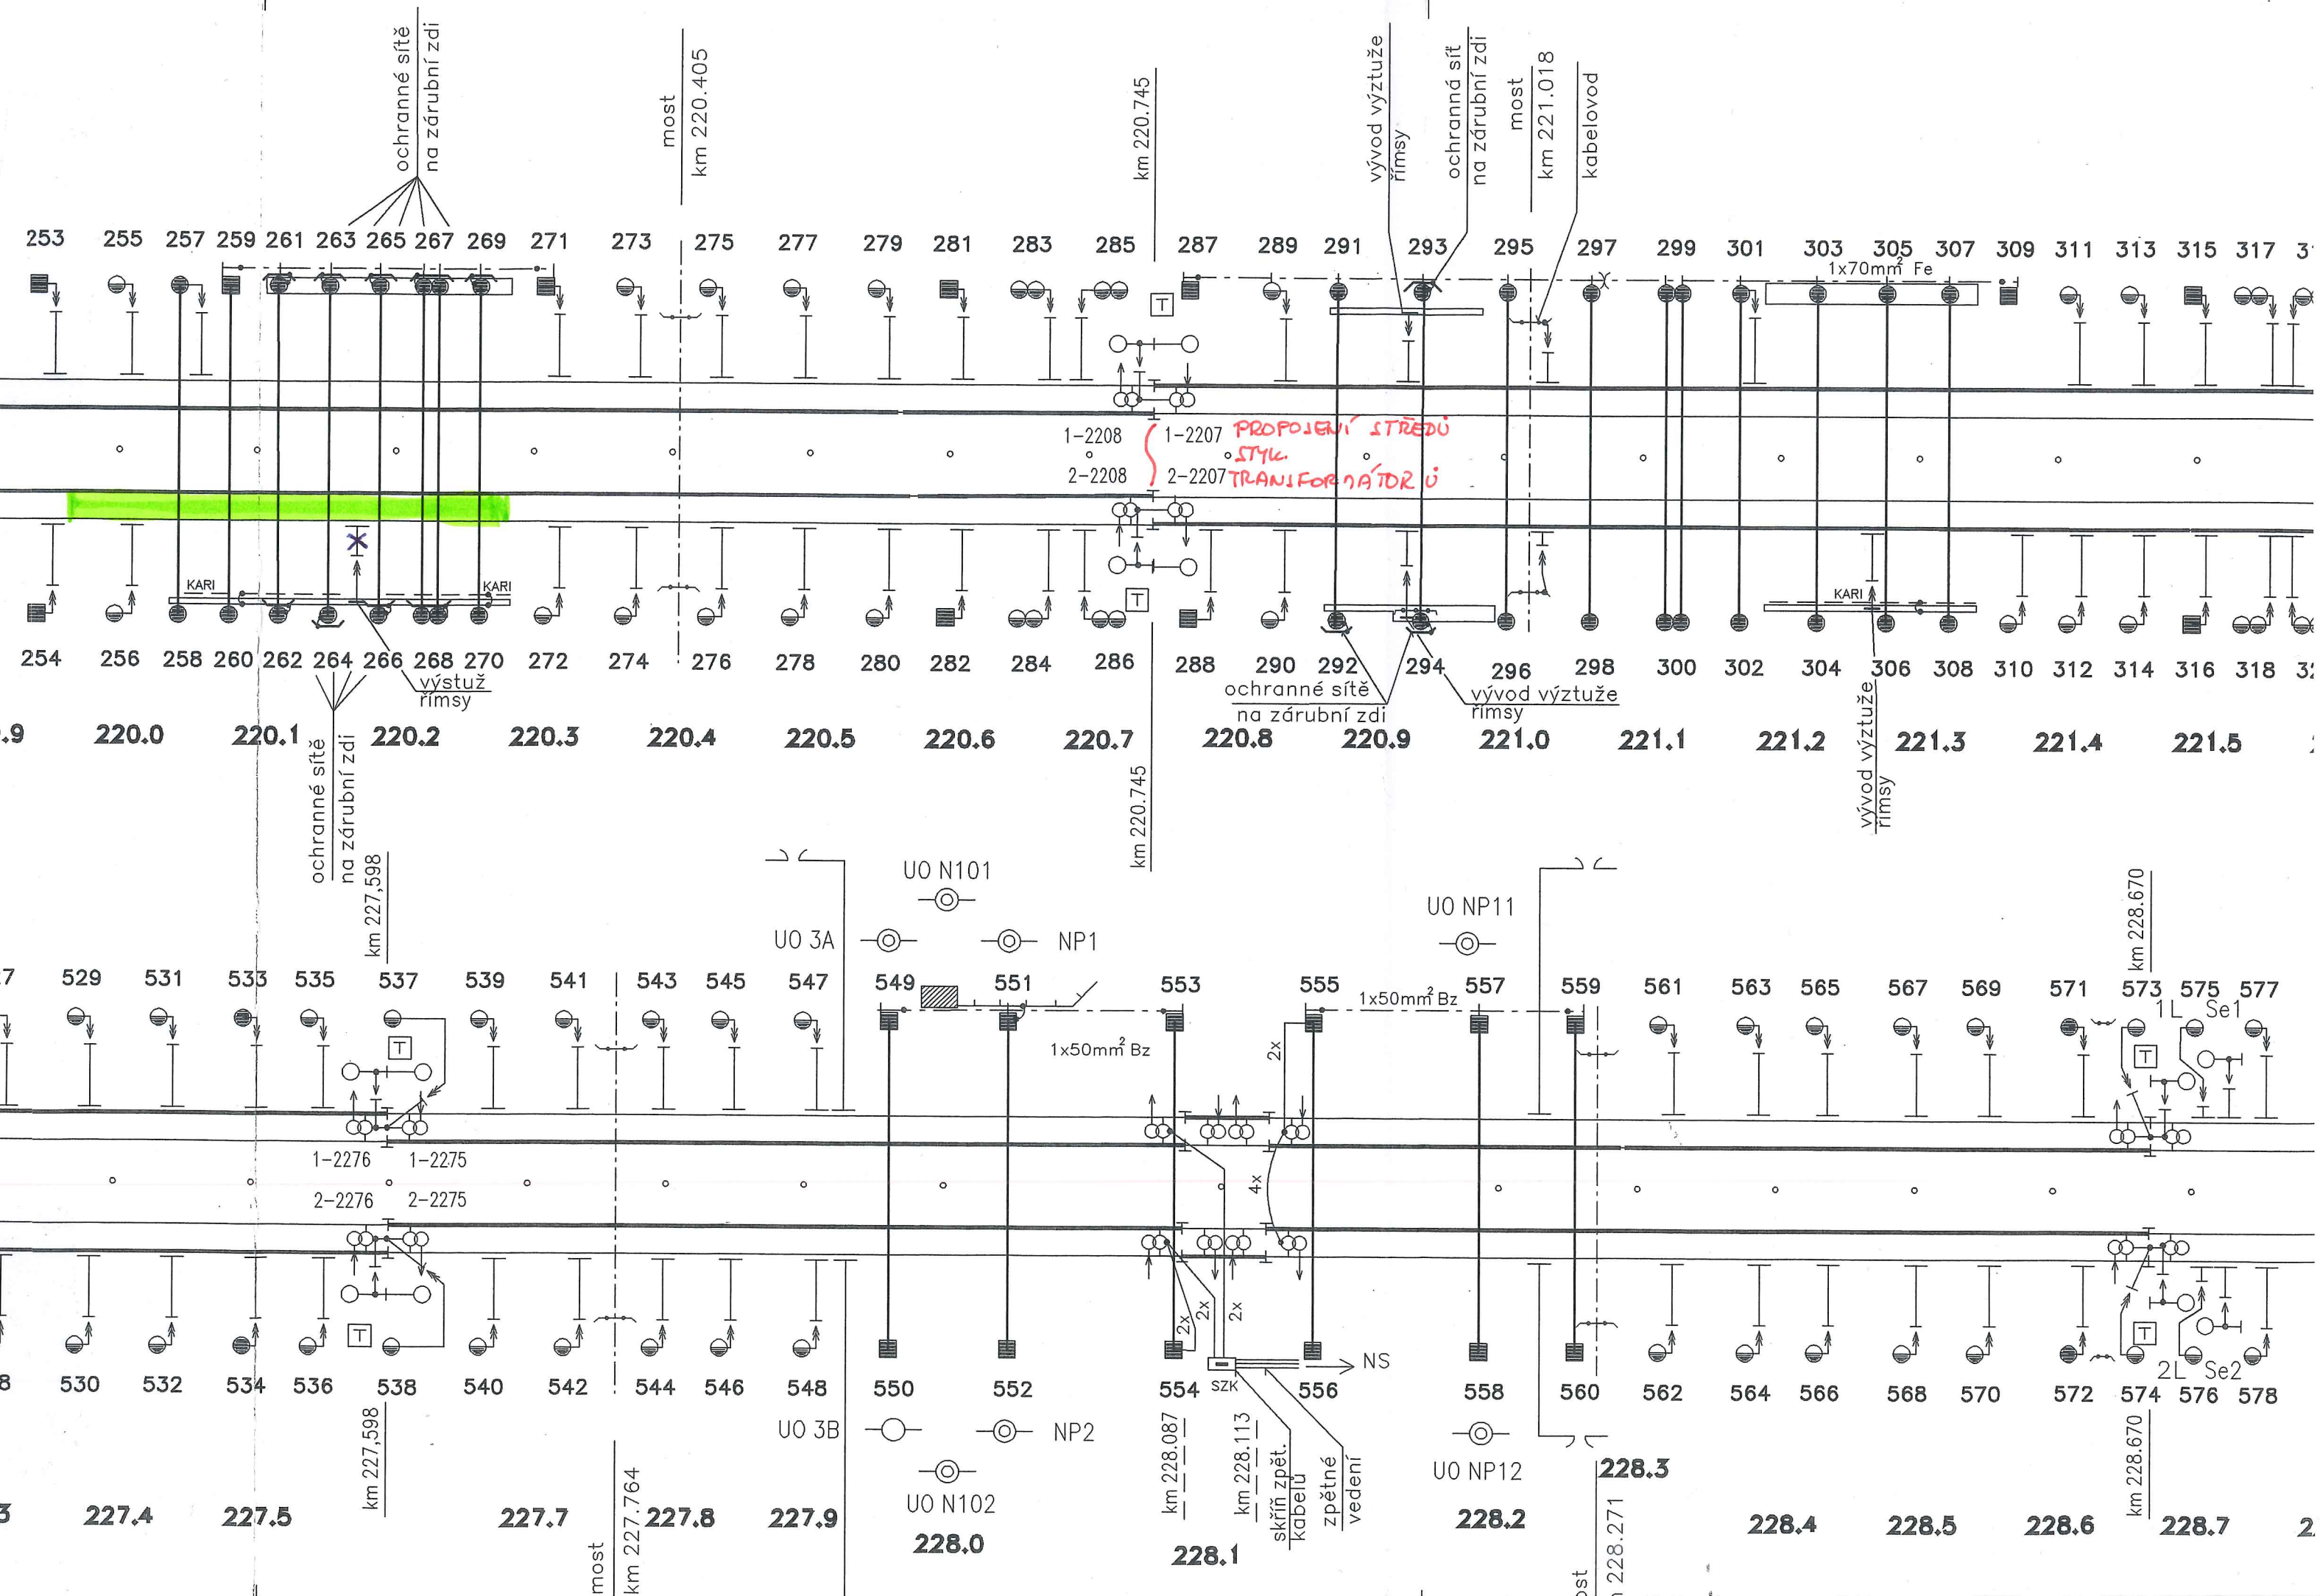 ochranné sítě
na zárubní zdi
most
km 220.405
km 220.745
vývod výztuže
římsy
ochranná síť
na zárubní zdi
most
km 221.018
kabelovod
253 255 257 259 261 263 265 267 269 271 273 275 277 279 281 283 285 287 289 291 293 295 297 299 301 303 305 307 309 311 313 315 317
1x70mm² Fe
T
1-2208 1-2207 PROPOJENÍ STŘEDŮ
STYK.
2-2208 2-2207 TRANSFORMÁTORŮ
KARI KARI T KARI
254 256 258 260 262 264 266 268 270 272 274 276 278 280 282 284 286 288 290 292 294 296 298 300 302 304 306 308 310 312 314 316 318
výstuž
římsy
ochranné sítě
na zárubní zdi
vývod výztuže
římsy
220.0 220.1 220.2 220.3 220.4 220.5 220.6 220.7 220.8 220.9 221.0 221.1 221.2 221.3 221.4 221.5
ochranné sítě
na zárubní zdi
km 220.745
vývod výztuže
římsy
km 227,598
UO N101
UO 3A NP1
UO NP11
km 228.670
529 531 533 535 537 539 541 543 545 547 549 551 553 555 557 559 561 563 565 567 569 571 573 575 577
1L Se1
1x50mm² Bz
1x50mm² Bz
2x
T T
1-2276 1-2275
4x
2-2276 2-2275
2x 2x 2x
T T
NS
SZK
2L Se2
530 532 534 536 538 540 542 544 546 548 550 552 554 556 558 560 562 564 566 568 570 572 574 576 578
UO 3B NP2
UO N102
UO NP12
km 227,598
most
km 227.764
km 228.087
km 228.113
skříň zpět.
kabelů
zpětné
vedení
km 228.670
228.3
227.4 227.5 227.7 227.8 227.9 228.0 228.1 228.2 228.4 228.5 228.6 228.7
228.271